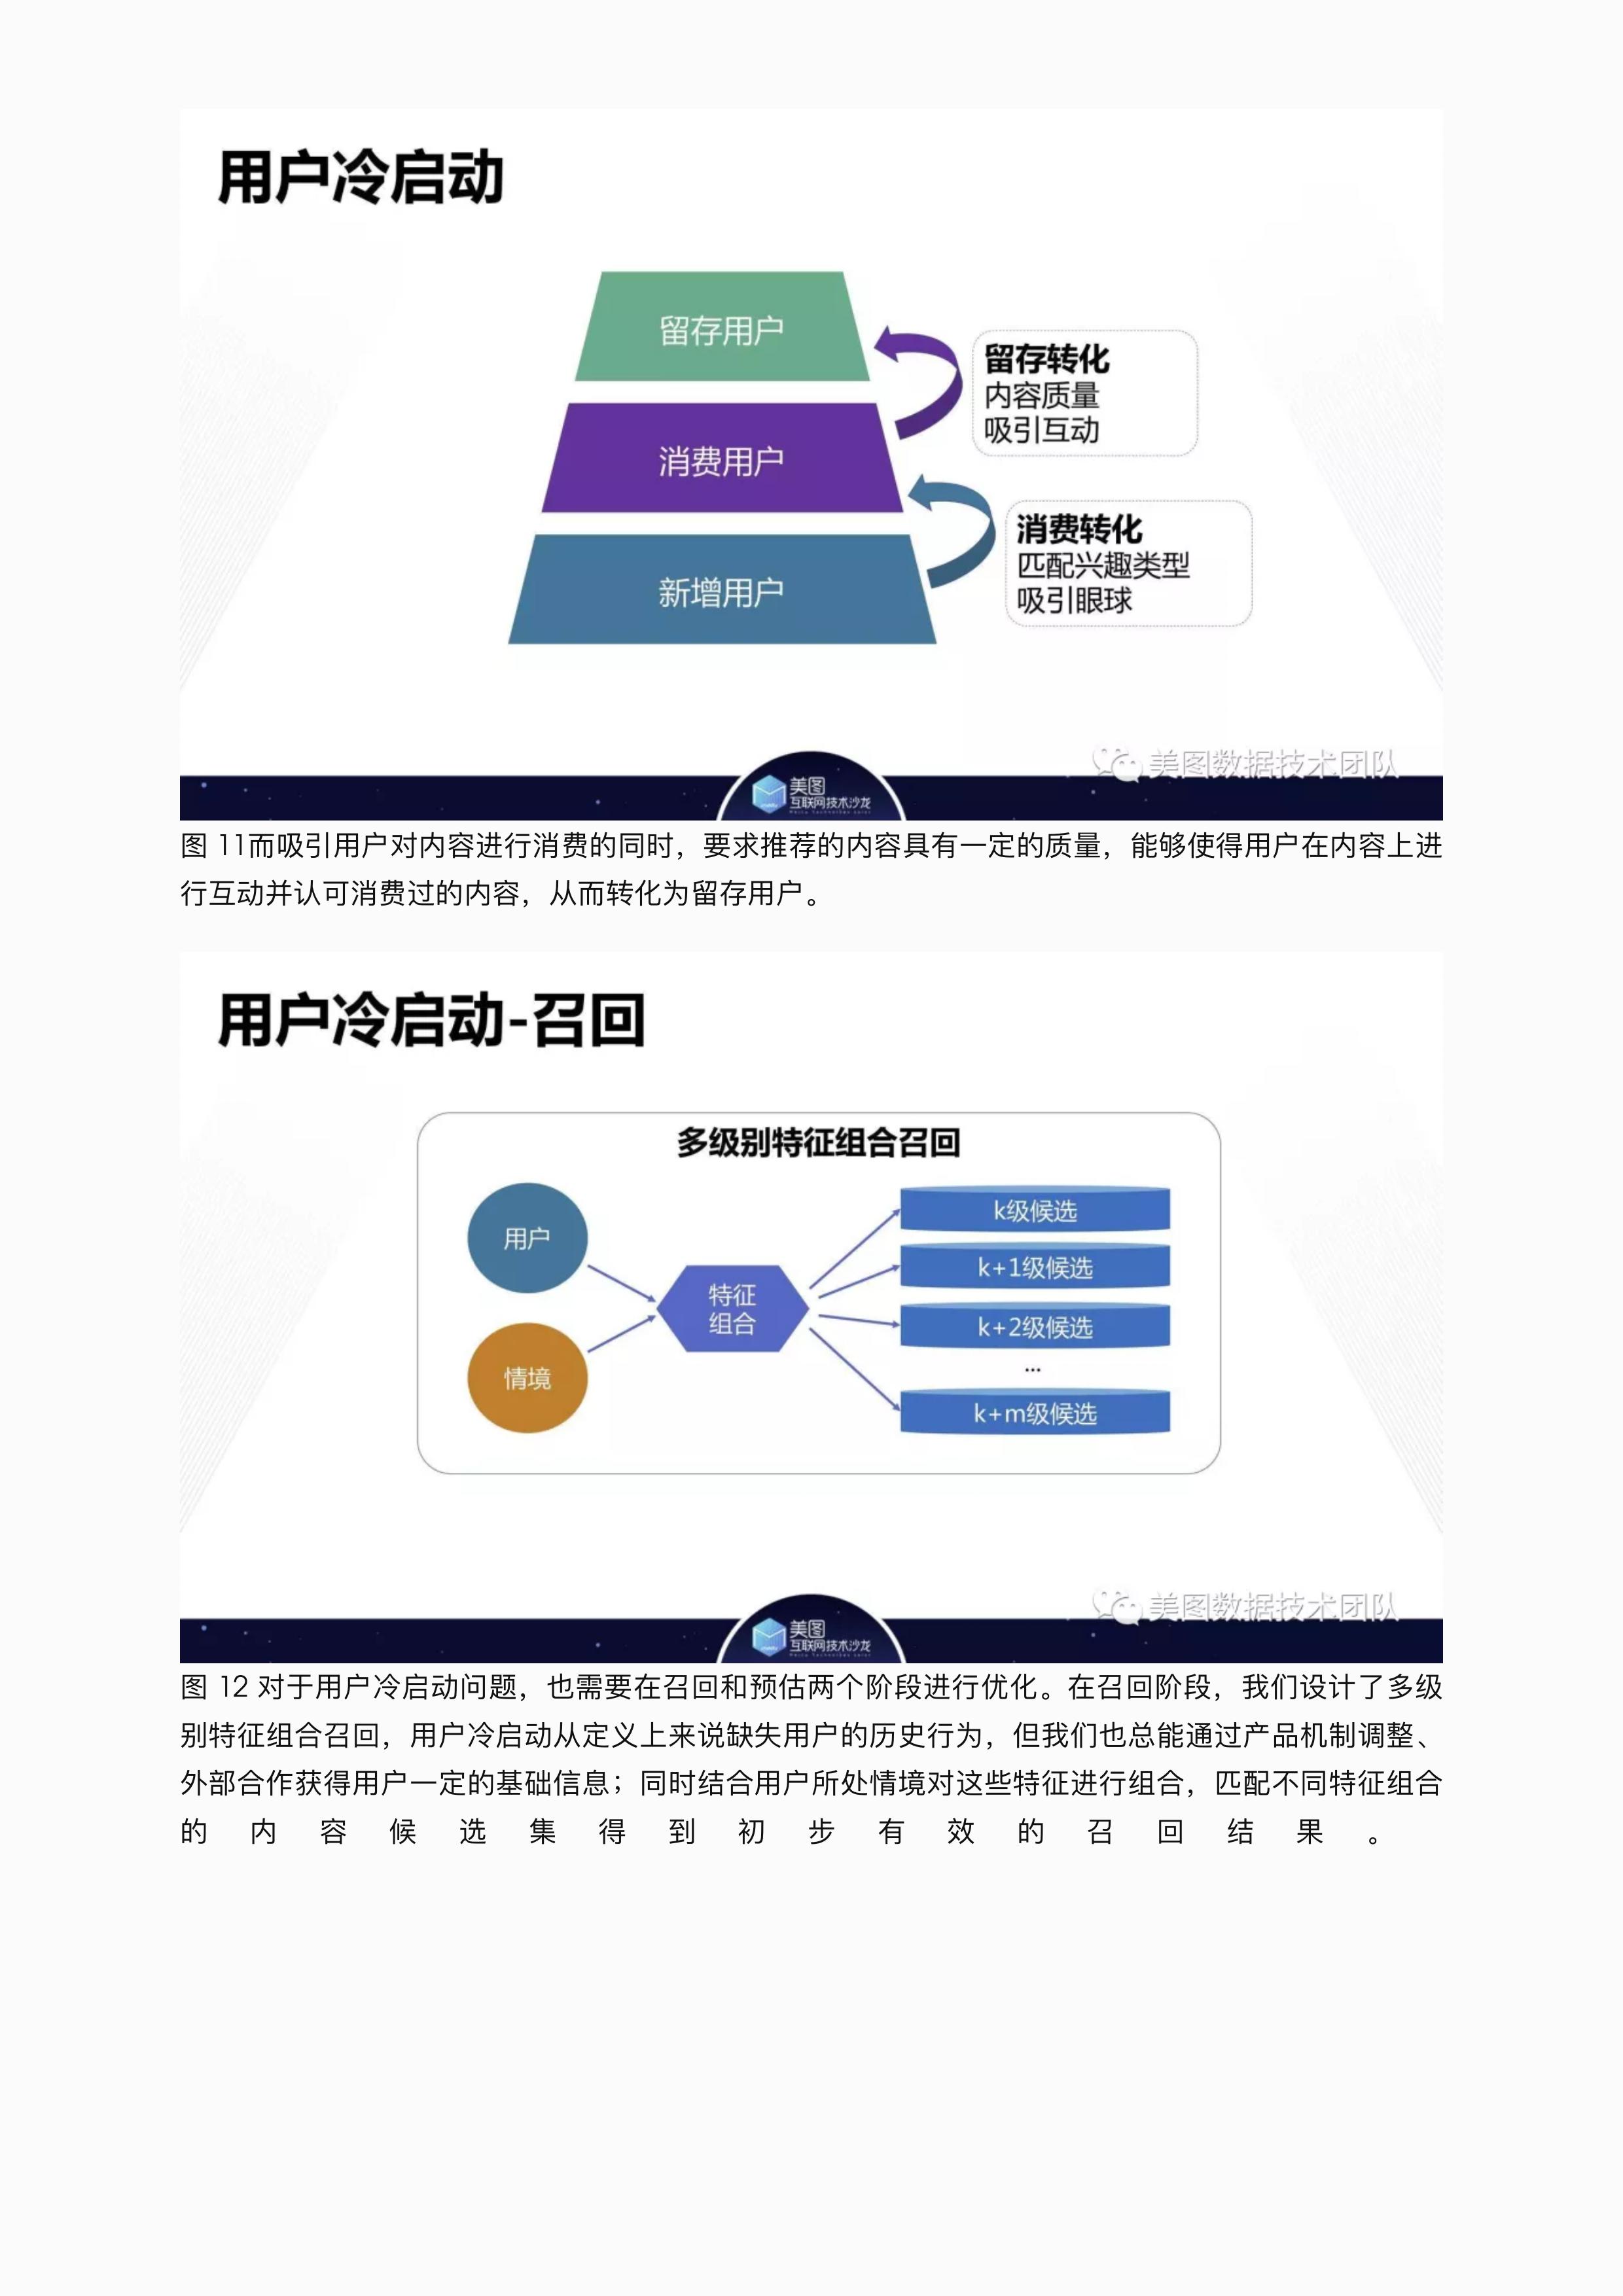 用户冷启动
留存用户
留存转化
内容质量
吸引互动
消费用户
消费转化
匹配兴趣类型
吸引眼球
新增用户
美图数据技术团队
美图
互联网技术沙龙
图 11而吸引用户对内容进行消费的同时，要求推荐的内容具有一定的质量，能够使得用户在内容上进
行互动并认可消费过的内容，从而转化为留存用户。
用户冷启动-召回
多级别特征组合召回
用户
情境
特征
组合
k级候选
k+1级候选
k+2级候选
...
k+m级候选
美图数据技术团队
美图
互联网技术沙龙
图 12 对于用户冷启动问题，也需要在召回和预估两个阶段进行优化。在召回阶段，我们设计了多级
别特征组合召回，用户冷启动从定义上来说缺失用户的历史行为，但我们也总能通过产品机制调整、
外部合作获得用户一定的基础信息；同时结合用户所处情境对这些特征进行组合，匹配不同特征组合
的内容候选集得到初步有效的召回结果。